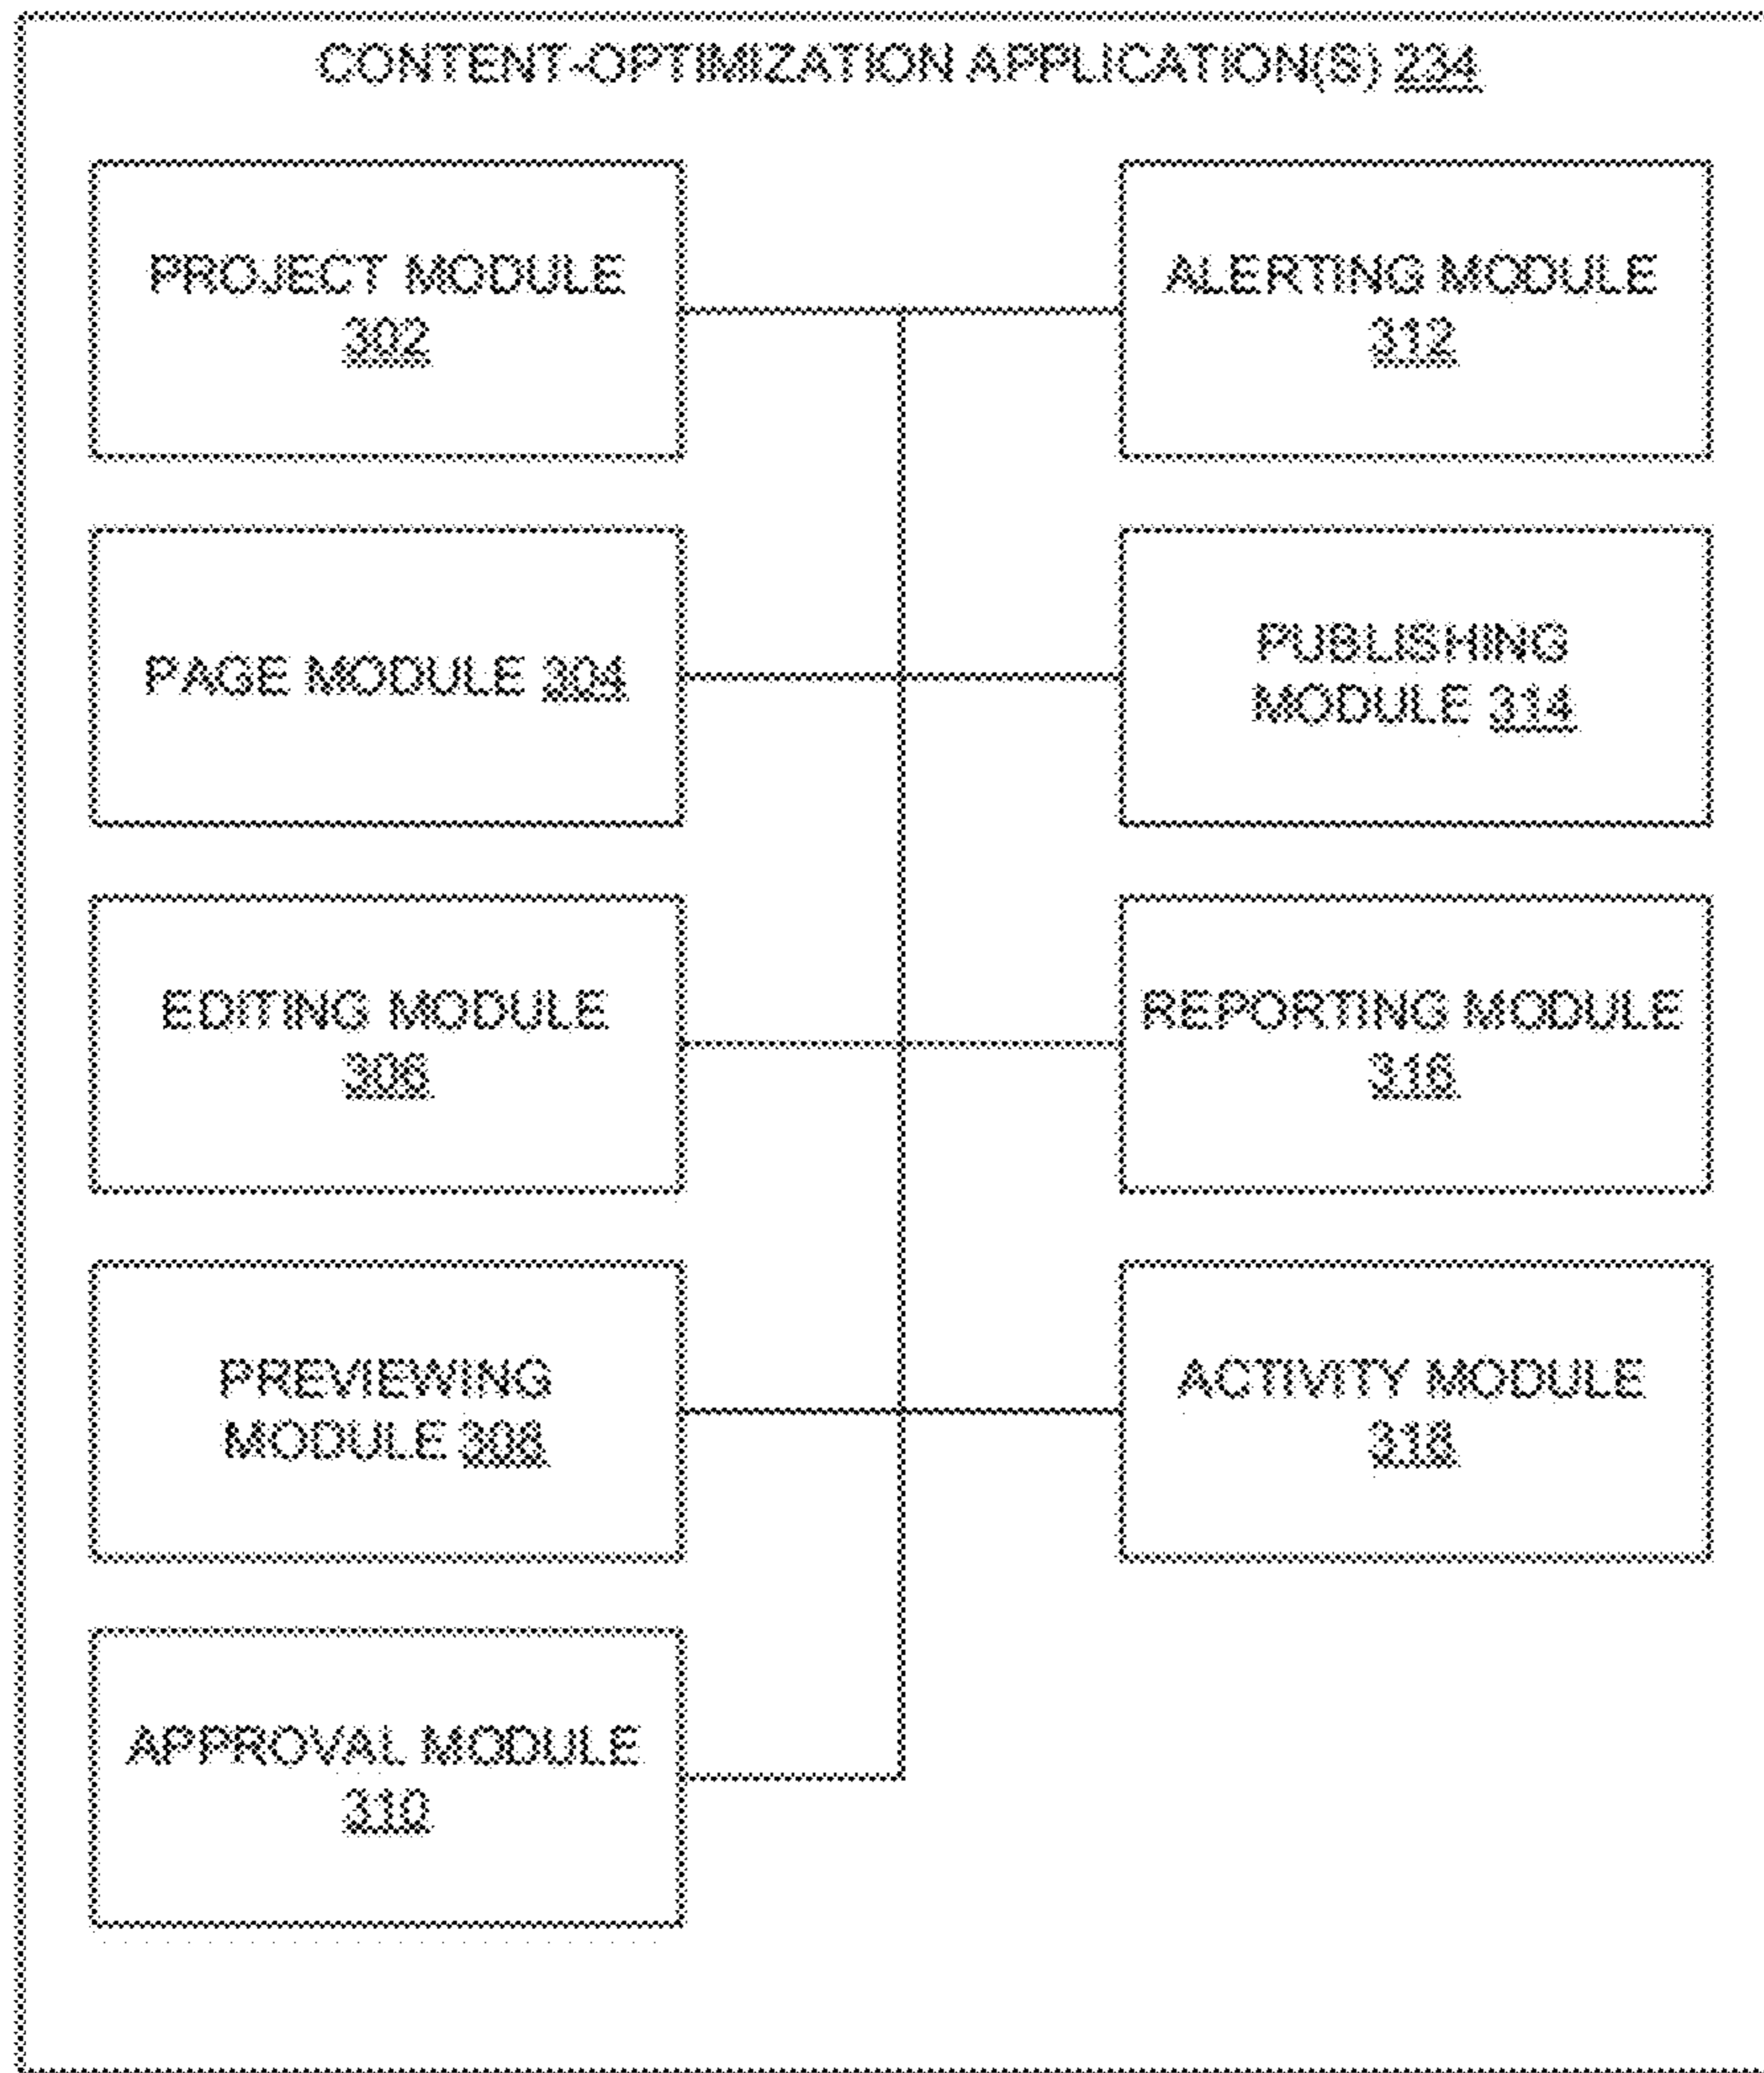 CONTENT-OPTIMIZATION APPLICATION(S) 234
PROJECT MODULE
302
PAGE MODULE 304
EDITING MODULE
306
PREVIEWING
MODULE 308
APPROVAL MODULE
310
ALERTING MODULE
312
PUBLISHING
MODULE 314
REPORTING MODULE
316
ACTIVITY MODULE
318